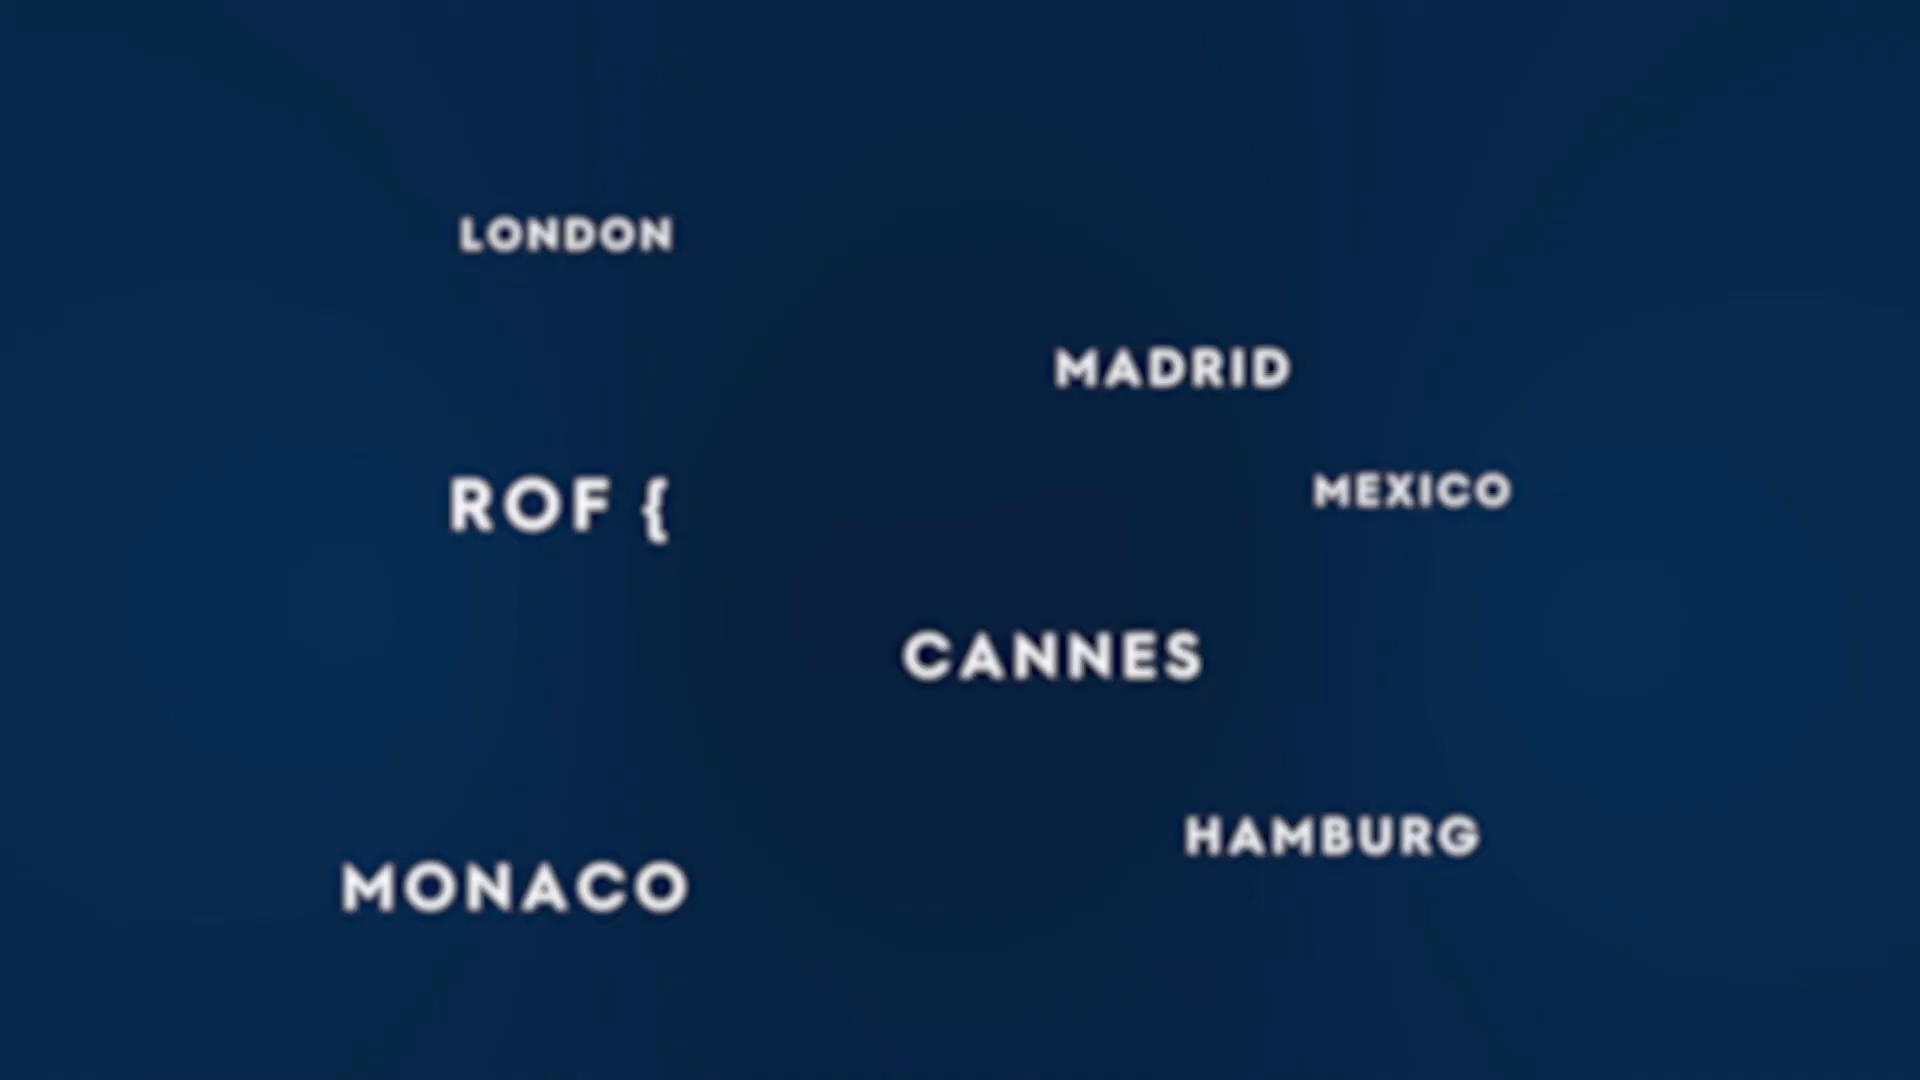 LONDON
MADRID
MEXICO
ROF {
CANNES
HAMBURG
MONACO